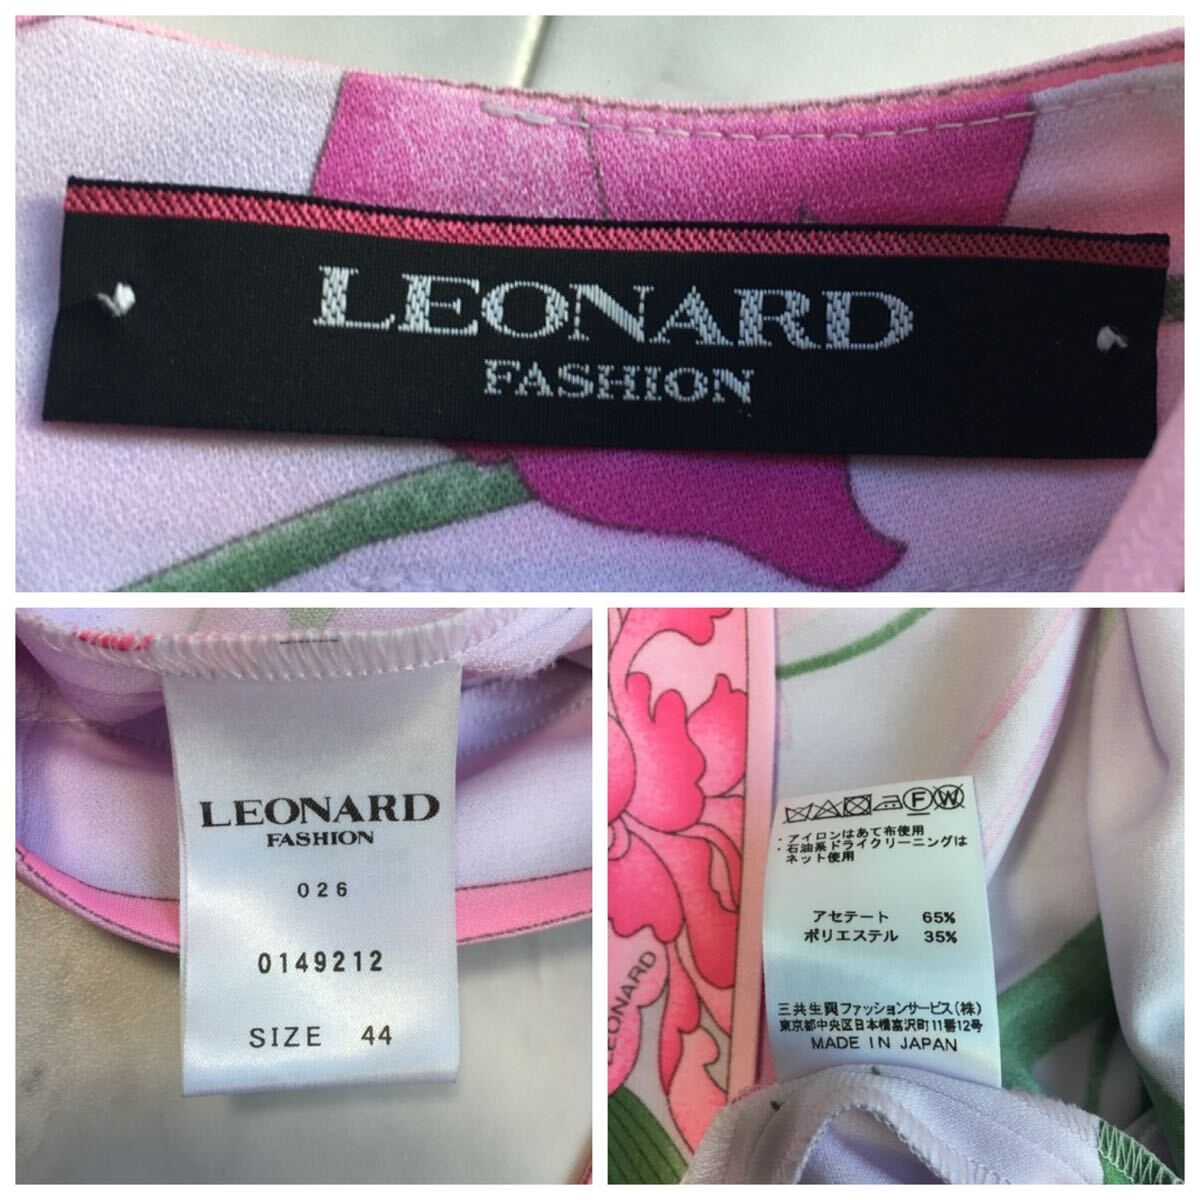 LEONARD
FASHION
LEONARD
FASHION
026
0149212
SIZE 44
LEONARD
F W
・アイロンはあて布使用
・石油系ドライクリーニングは
ネット使用
アセテート 65%
ポリエステル 35%
三共生興ファッションサービス(株)
東京都中央区日本橋富沢町11番12号
MADE IN JAPAN